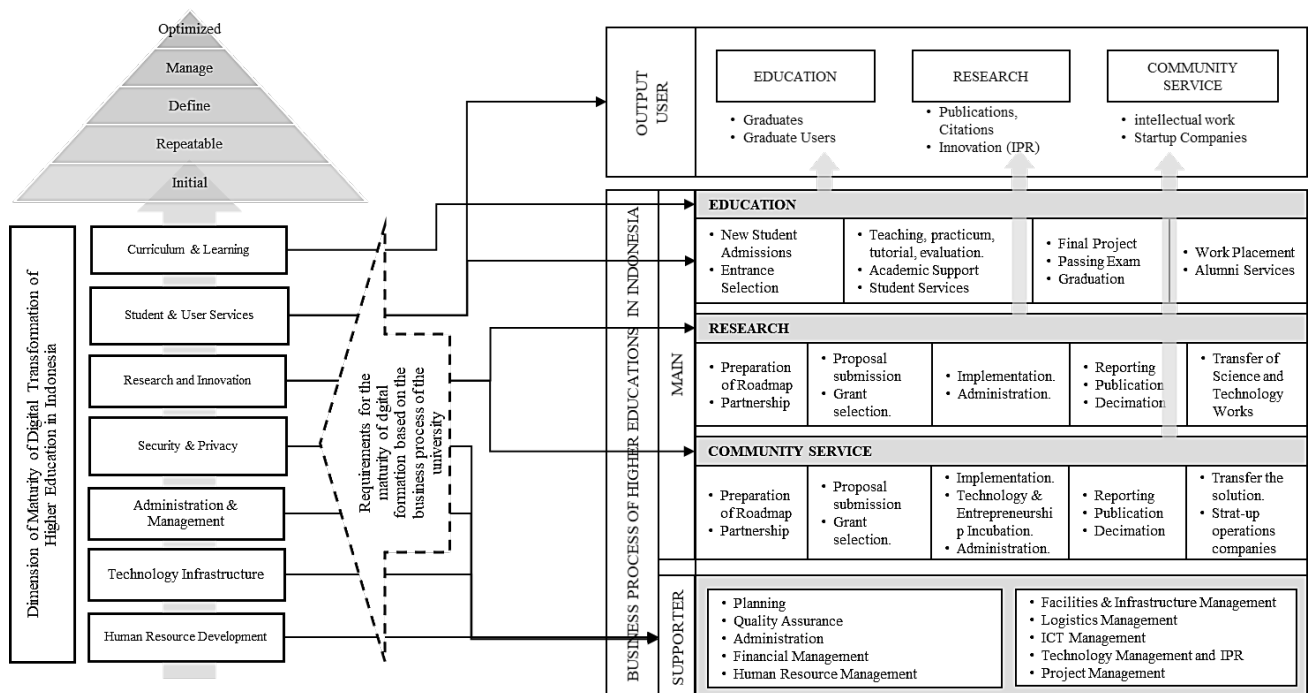 Optimized
Manage
Define
Repeatable
Initial
Dimension of Maturity of Digital Transformation of
Higher Education in Indonesia
Curriculum & Learning
Student & User Services
Research and Innovation
Security & Privacy
Administration &
Management
Technology Infrastructure
Human Resource Development
Requirements for the
maturity of dgital
formation based on the
business process of the
university
OUTPUT
USER
EDUCATION
• Graduates
• Graduate Users
RESEARCH
• Publications,
Citations
• Innovation (IPR)
COMMUNITY
SERVICE
• intellectual work
• Startup Companies
BUSINESS PROCESS OF HIGHER EDUCATIONS IN INDONESIA
MAIN
EDUCATION
• New Student
Admissions
• Entrance
Selection
• Teaching, practicum,
tutorial, evaluation.
• Academic Support
• Student Services
• Final Project
• Passing Exam
• Graduation
• Work Placement
• Alumni Services
RESEARCH
• Preparation
of Roadmap
• Partnership
• Proposal
submission
• Grant
selection.
• Implementation.
• Administration.
• Reporting
• Publication
• Decimation
• Transfer of
Science and
Technology
Works
COMMUNITY SERVICE
• Preparation
of Roadmap
• Partnership
• Proposal
submission
• Grant
selection.
• Implementation.
• Technology &
Entrepreneurshi
p Incubation.
• Administration.
• Reporting
• Publication
• Decimation
• Transfer the
solution.
• Strat-up
operations
companies
SUPPORTER
• Planning
• Quality Assurance
• Administration
• Financial Management
• Human Resource Management
• Facilities & Infrastructure Management
• Logistics Management
• ICT Management
• Technology Management and IPR
• Project Management